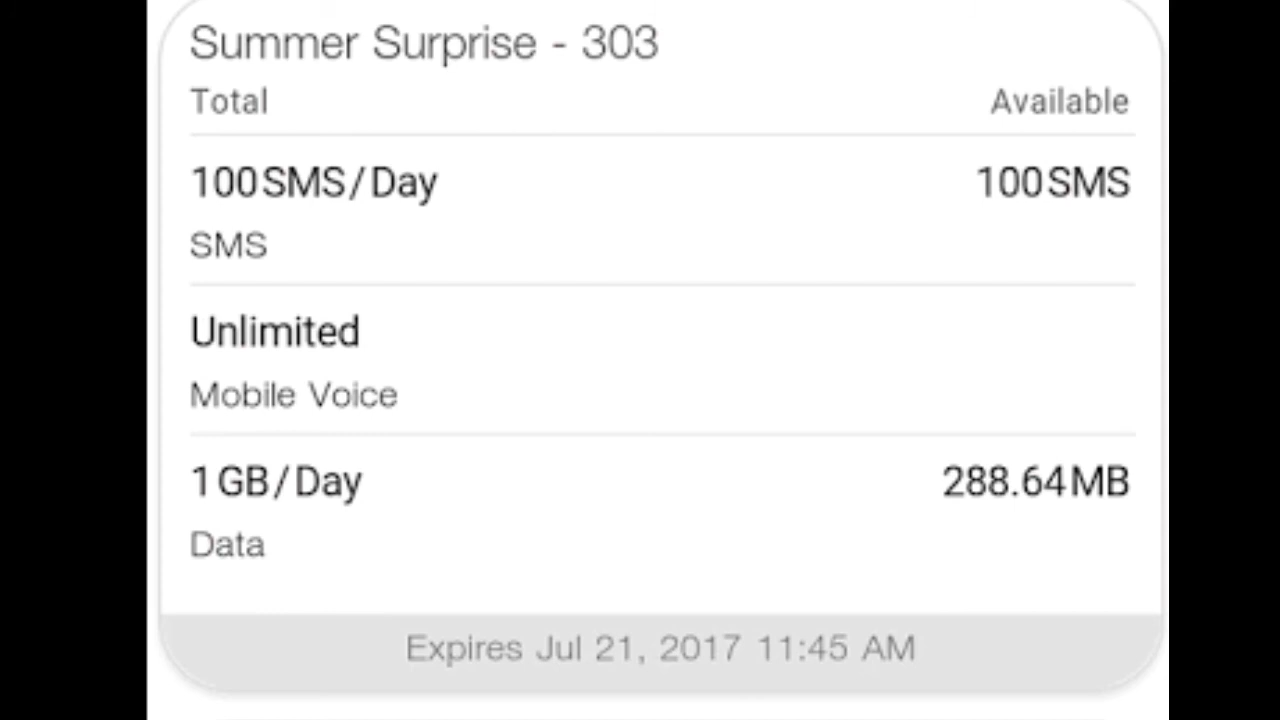 Summer Surprise - 303
Total Available
100SMS/Day 100SMS
SMS
Unlimited
Mobile Voice
1GB/Day 288.64MB
Data
Expires Jul 21, 2017 11:45 AM